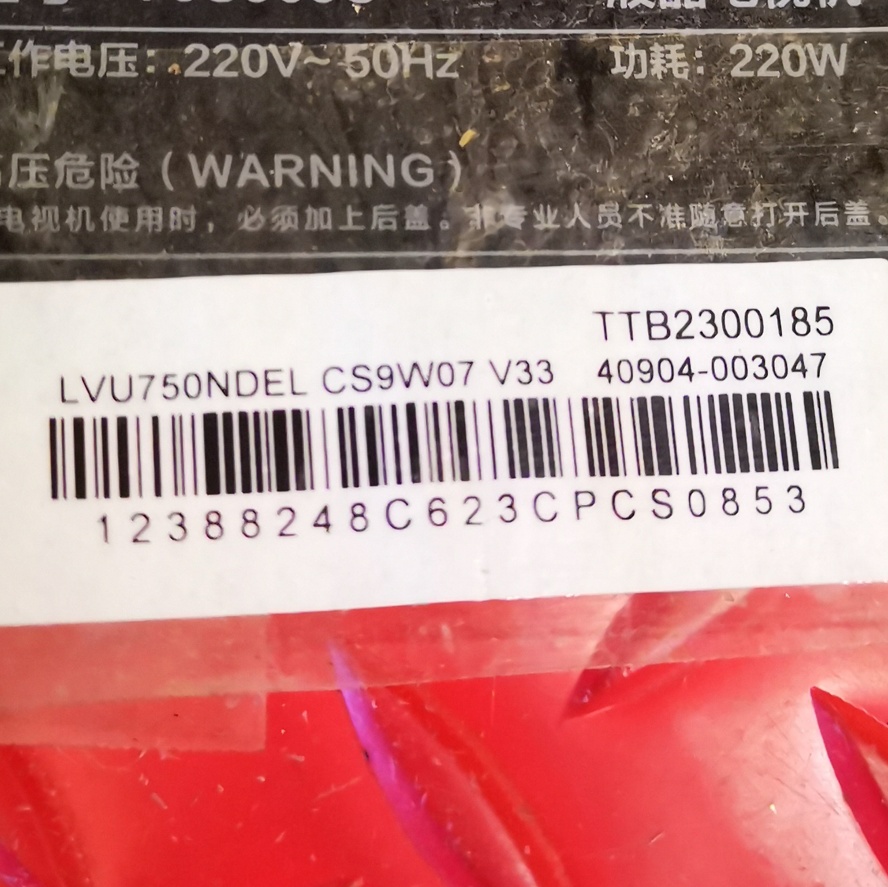 作电压: 220V~ 50Hz 功耗: 220W
压危险 (WARNING)
电视机使用时，必须加上后盖。非专业人员不准随意打开后盖。
TTB2300185
LVU750NDEL CS9W07 V33 40904-003047
12388248C623CPCS0853